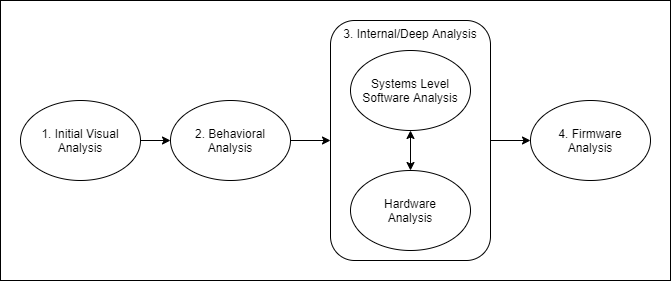 3. Internal/Deep Analysis
Systems Level
Software Analysis
1. Initial Visual
Analysis
2. Behavioral
Analysis
4. Firmware
Analysis
Hardware
Analysis